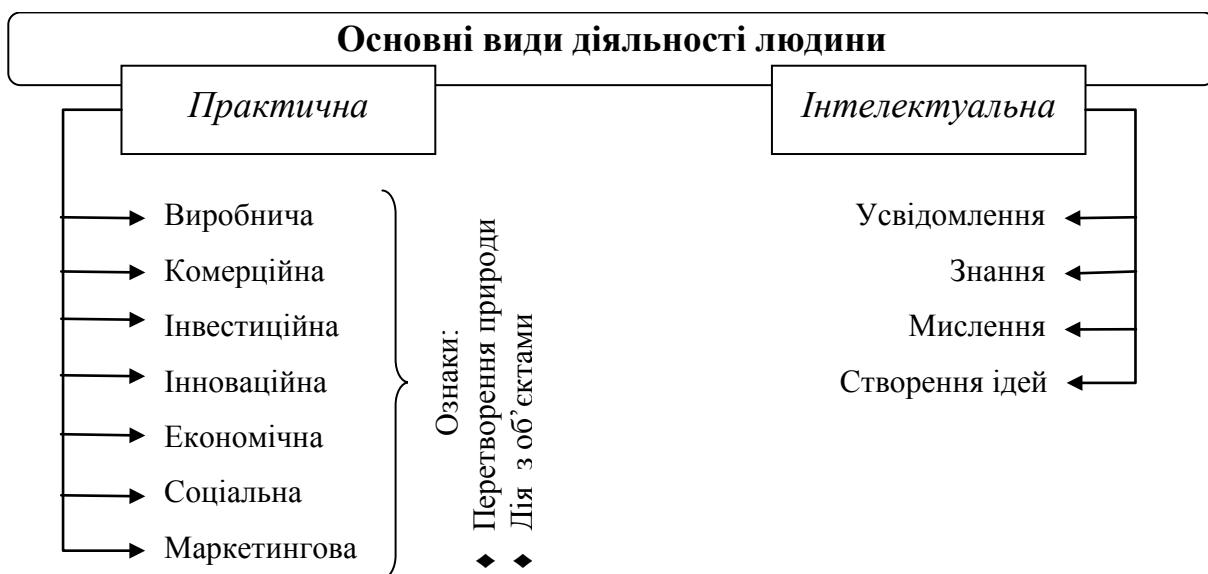 Основні види діяльності людини
Практична
Інтелектуальна
Виробнича
Комерційна
Інвестиційна
Інноваційна
Економічна
Соціальна
Маркетингова
Ознаки:
♦ Перетворення природи
♦ Дія з об’єктами
Усвідомлення
Знання
Мислення
Створення ідей